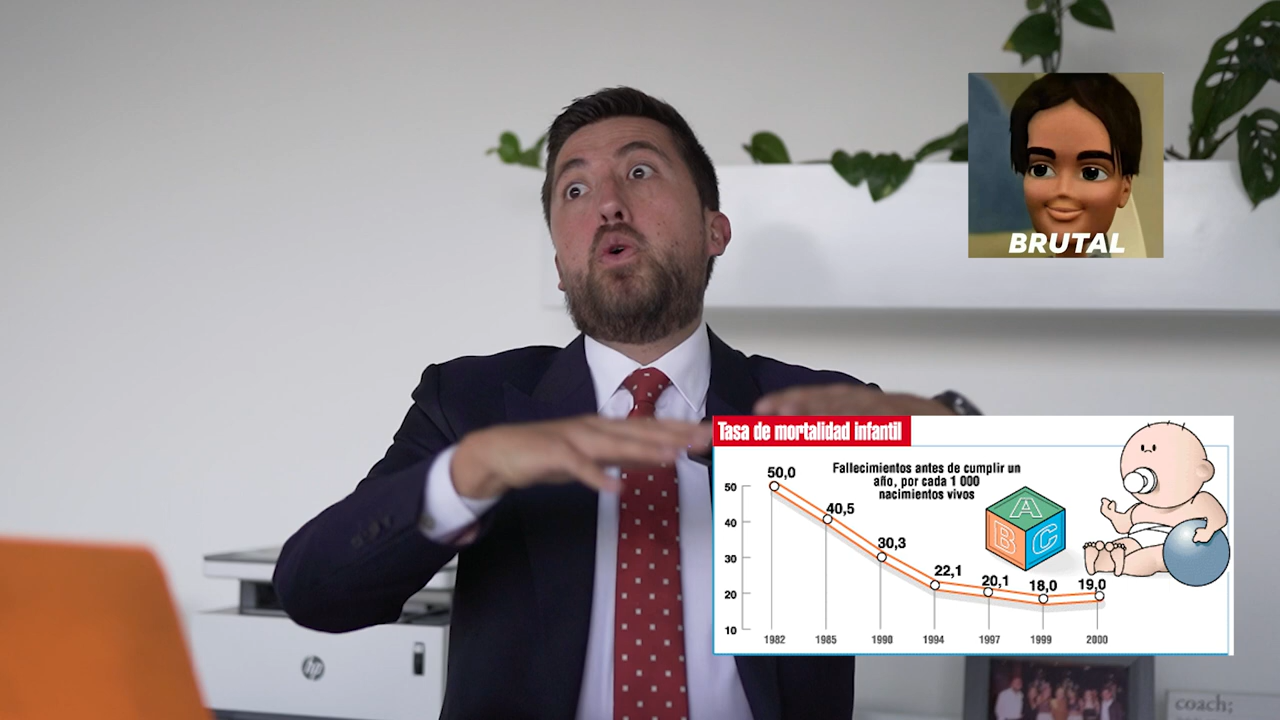 BRUTAL
Tasa de mortalidad infantil
Fallecimientos antes de cumplir un
año, por cada 1 000
nacimientos vivos
50,0
40,5
30,3
22,1
20,1
18,0
19,0
50
40
30
20
10
1982
1985
1990
1994
1997
1999
2000
A
B
C
hp
coach;